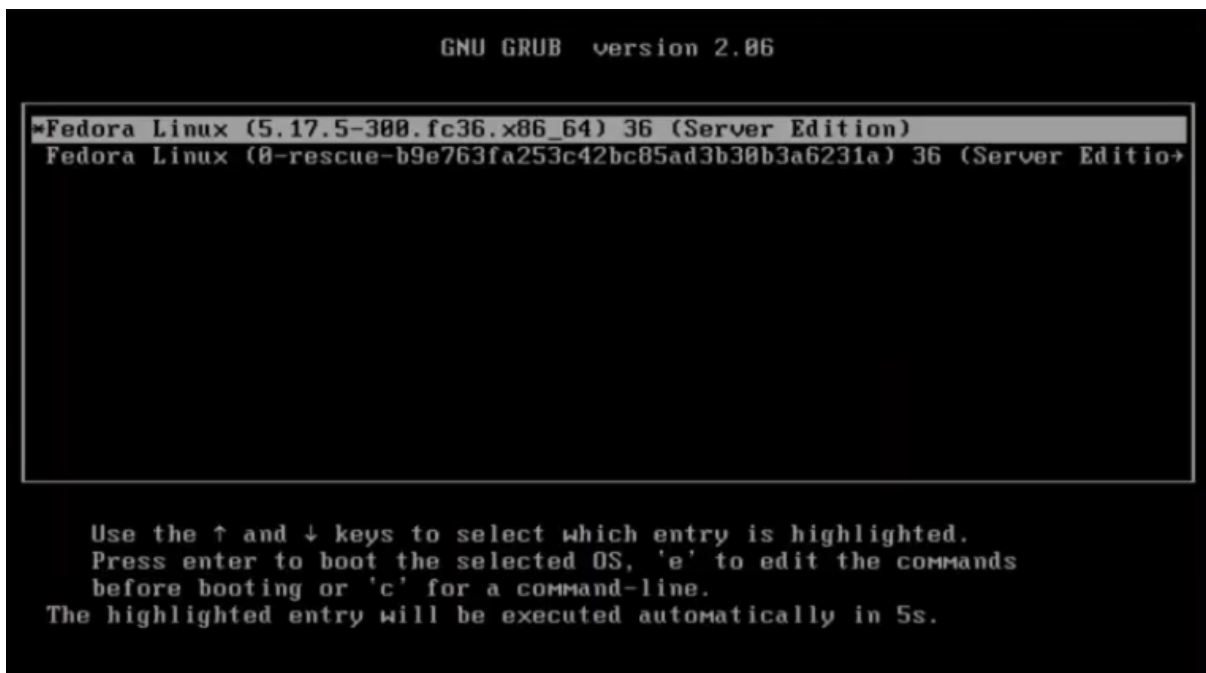 GNU GRUB version 2.06
*Fedora Linux (5.17.5-300.fc36.x86_64) 36 (Server Edition)
Fedora Linux (0-rescue-b9e763fa253c42bc85ad3b30b3a6231a) 36 (Server Editio→
Use the ↑ and ↓ keys to select which entry is highlighted.
Press enter to boot the selected OS, 'e' to edit the commands
before booting or 'c' for a command-line.
The highlighted entry will be executed automatically in 5s.